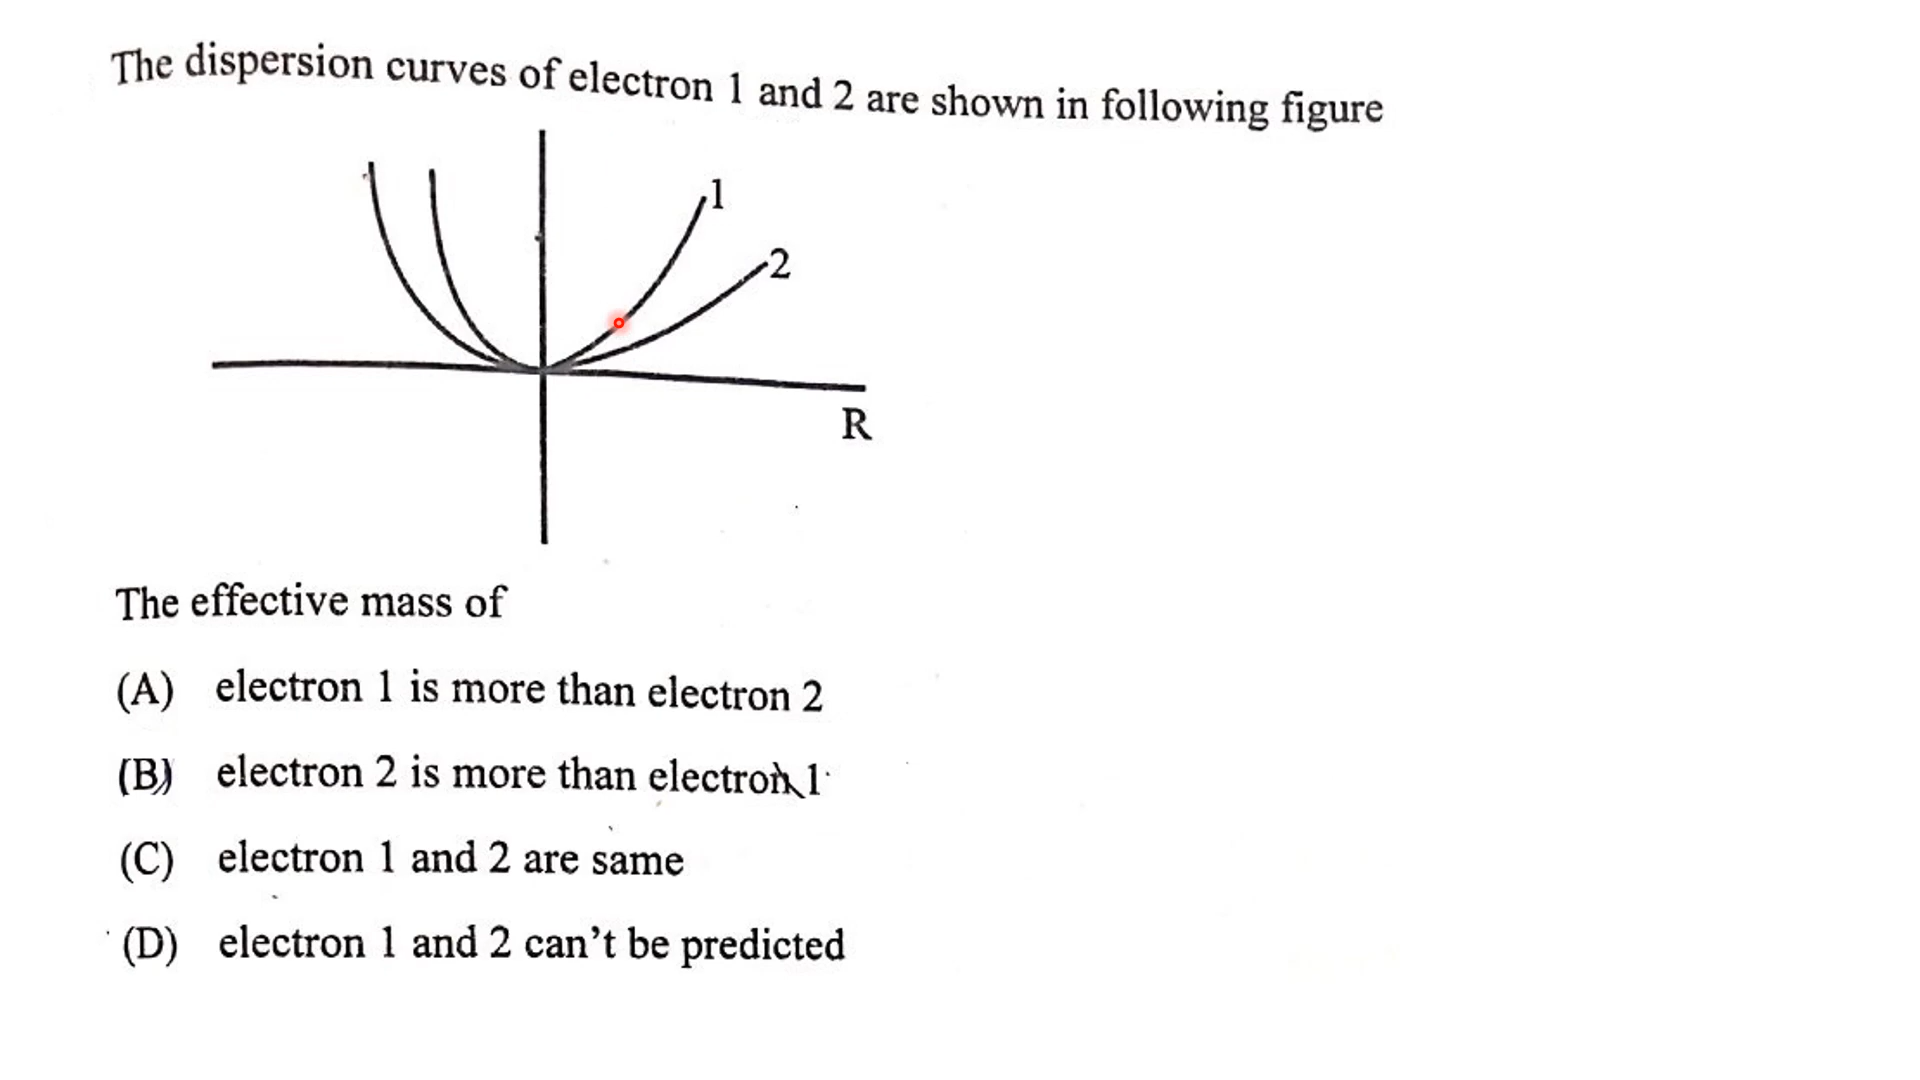 The dispersion curves of electron 1 and 2 are shown in following figure
1
2
R
The effective mass of
(A) electron 1 is more than electron 2
(B) electron 2 is more than electron 1
(C) electron 1 and 2 are same
(D) electron 1 and 2 can't be predicted